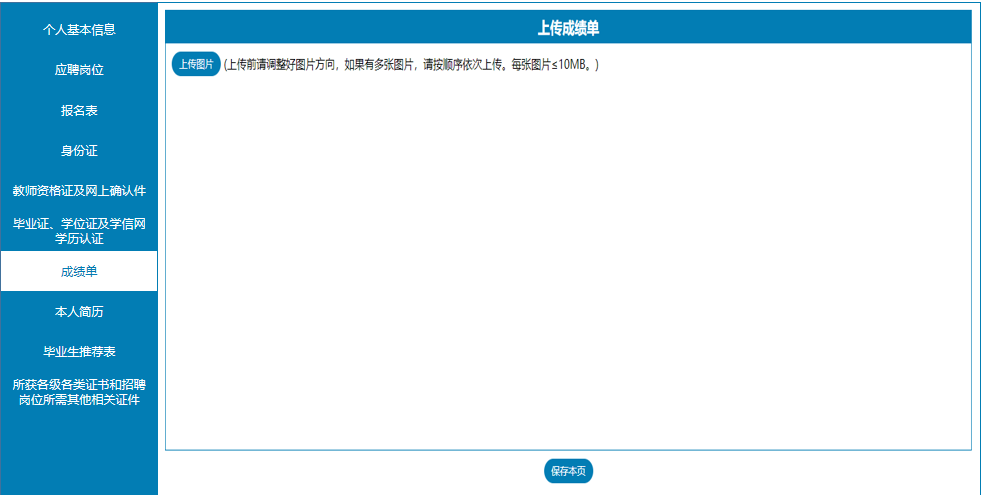 个人基本信息
应聘岗位
报名表
身份证
教师资格证及网上确认件
毕业证、学位证及学信网
学历认证
成绩单
本人简历
毕业生推荐表
所获各级各类证书和招聘
岗位所需其他相关证件
上传成绩单
上传图片 (上传前请调整好图片方向，如果有多张图片，请按顺序依次上传。每张图片≤10MB。)
保存本页